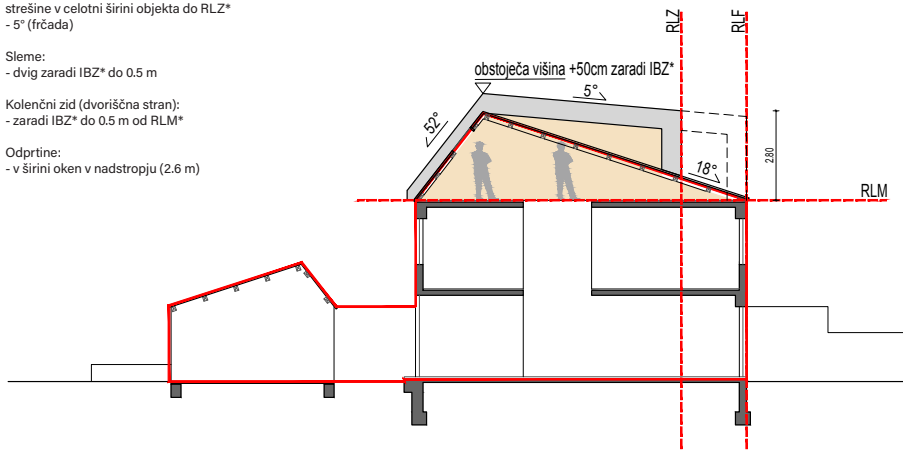 strešine v celotni širini objekta do RLZ*
- 5° (frčada)
Sleme:
- dvig zaradi IBZ* do 0.5 m
Kolenčni zid (dvoriščna stran):
- zaradi IBZ* do 0.5 m od RLM*
Odprtine:
- v širini oken v nadstropju (2.6 m)
RLZ
RLF
obstoječa višina +50cm zaradi IBZ*
5°
52°
18°
2.80
RLM